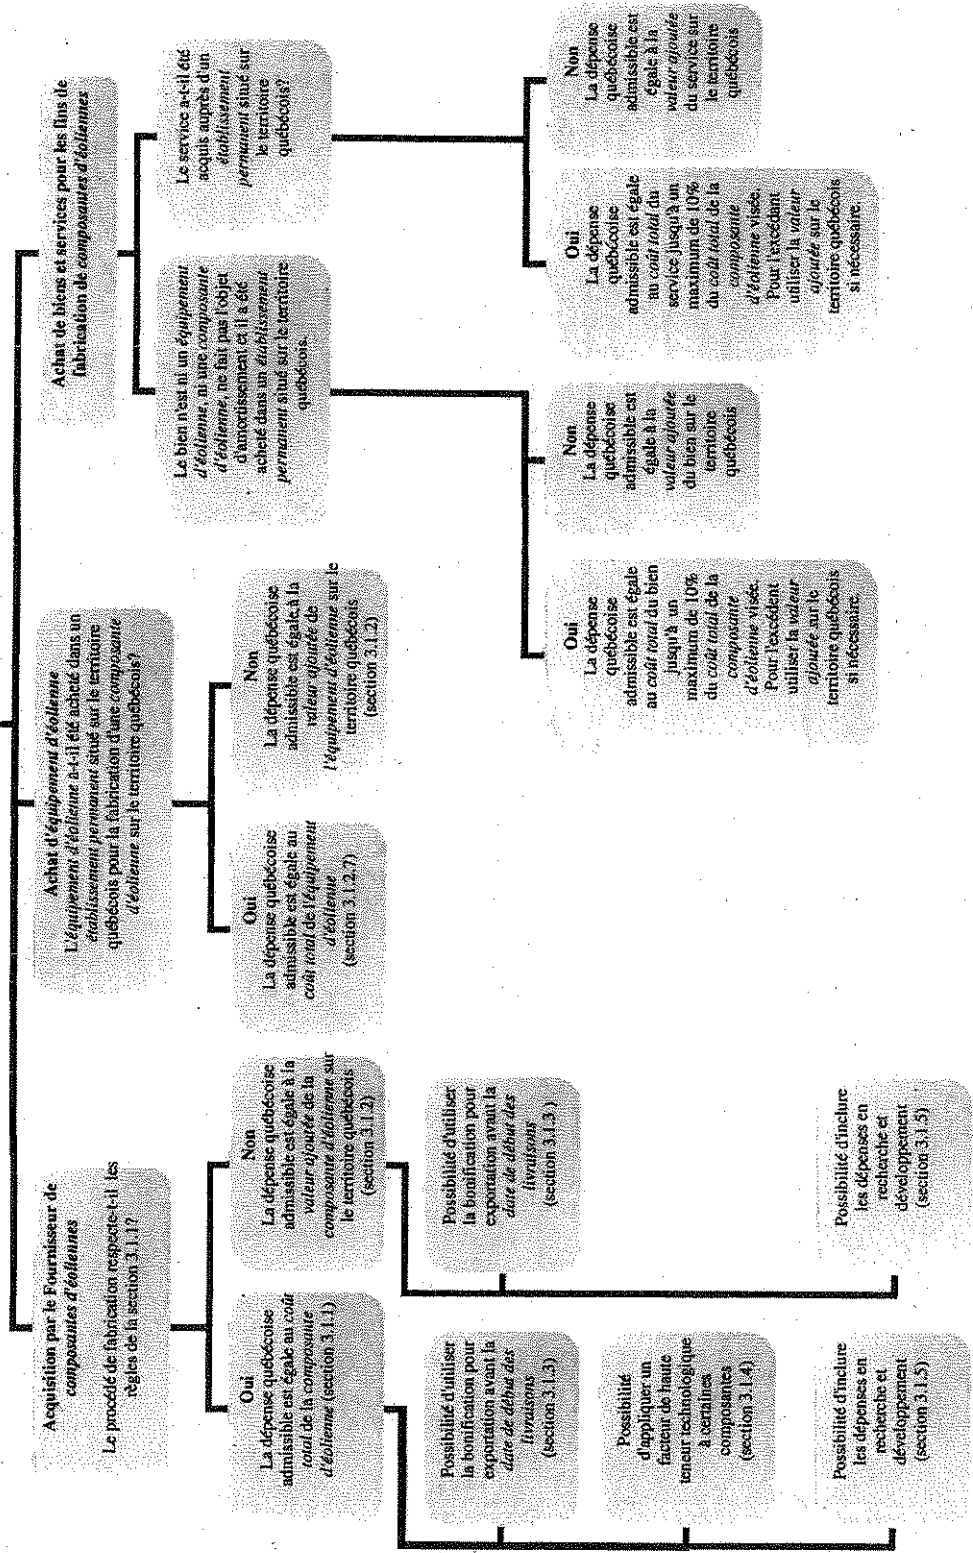 Acquisition par le Fournisseur de
composantes d'éoliennes
Le procédé de fabrication respecte-t-il les
règles de la section 3.1.1?
Oui
La dépense québécoise
admissible est égale au coût
total de la composante
d'éolienne (section 3.1.1)
Possibilité d'utiliser
la bonification pour
exportation avant la
date de début des
livraisons
(section 3.1.3)
Possibilité
d'appliquer un
facteur de haute
teneur technologique
à certaines
composantes
(section 3.1.4)
Possibilité d'inclure
les dépenses en
recherche et
développement
(section 3.1.5)
Non
La dépense québécoise
admissible est égale à la
valeur ajoutée de la
composante d'éolienne sur
le territoire québécois
(section 3.1.2)
Possibilité d'utiliser
la bonification pour
exportation avant la
date de début des
livraisons
(section 3.1.3 )
Possibilité d'inclure
les dépenses en
recherche et
développement
(section 3.1.5)
Achat d'équipement d'éolienne
L'équipement d'éolienne a-t-il été acheté dans un
établissement permanent situé sur le territoire
québécois pour la fabrication d'une composante
d'éolienne sur le territoire québécois?
Oui
La dépense québécoise
admissible est égale au
coût total de l'équipement
d'éolienne
(section 3.1.2.7)
Non
La dépense québécoise
admissible est égale à la
valeur ajoutée de
l'équipement d'éolienne sur le
territoire québécois
(section 3.1.2)
Achat de biens et services pour les fins de
fabrication de composantes d'éoliennes
Le bien n'est ni un équipement
d'éolienne, ni une composante
d'éolienne, ne fait pas l'objet
d'amortissement et il a été
acheté dans un établissement
permanent situé sur le territoire
québécois.
Oui
La dépense
québécoise
admissible est égale
au coût total du bien
jusqu'à un
maximum de 10%
du coût total de la
composante
d'éolienne visée.
Pour l'excédent
utiliser la valeur
ajoutée sur le
territoire québécois
si nécessaire.
Non
La dépense
québécoise
admissible est
égale à la
valeur ajoutée
du bien sur le
territoire
québécois
Le service a-t-il été
acquis auprès d'un
établissement
permanent situé sur
le territoire
québécois?
Oui
La dépense
québécoise
admissible est égale
au coût total du
service jusqu'à un
maximum de 10%
du coût total de la
composante
d'éolienne visée.
Pour l'excédant
utiliser la valeur
ajoutée sur le
territoire québécois
si nécessaire.
Non
La dépense
québécoise
admissible est
égale à la
valeur ajoutée
du service sur
le territoire
québécois